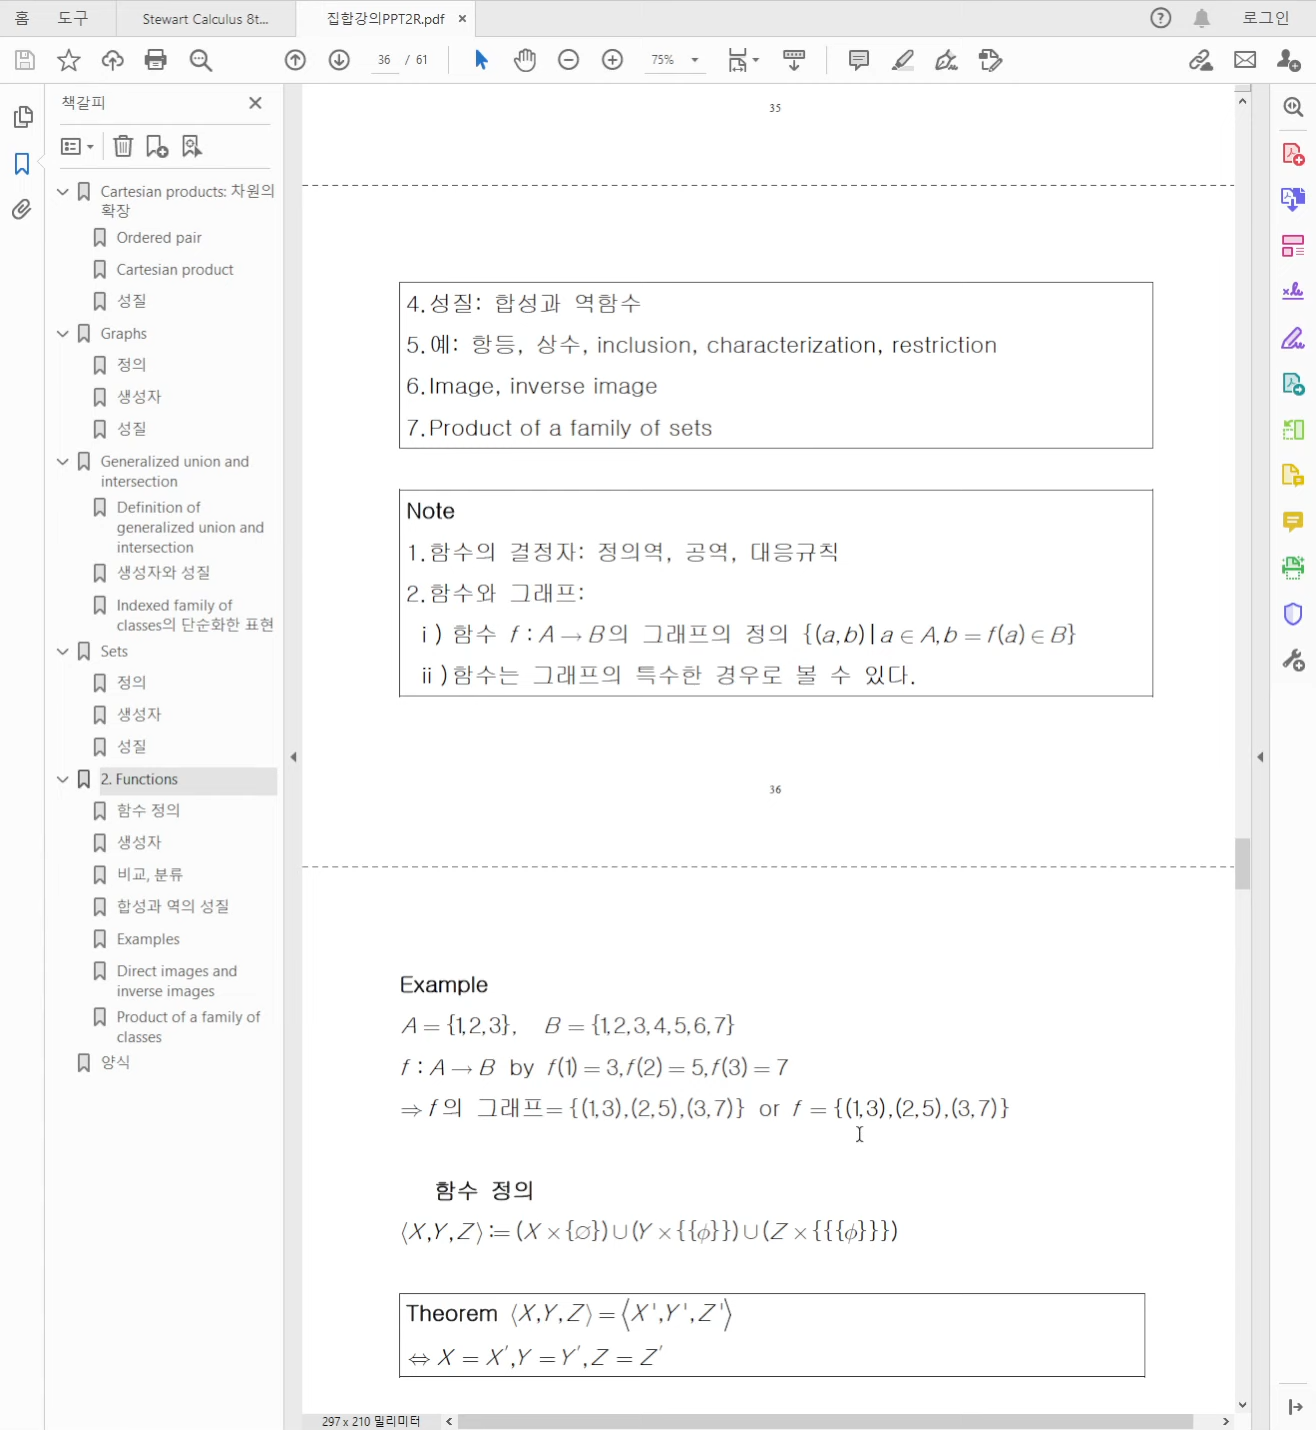 홈 도구 Stewart Calculus 8t... 집합강의PPT2R.pdf × 로그인
36 / 61 75%
책갈피
Cartesian products: 차원의
확장
Ordered pair
Cartesian product
성질
Graphs
정의
생성자
성질
Generalized union and
intersection
Definition of
generalized union and
intersection
생성자와 성질
Indexed family of
classes의 단순화한 표현
Sets
정의
생성자
성질
2. Functions
함수 정의
생성자
비교, 분류
합성과 역의 성질
Examples
Direct images and
inverse images
Product of a family of
classes
양식
35
4.성질: 합성과 역함수
5.예: 항등, 상수, inclusion, characterization, restriction
6.Image, inverse image
7.Product of a family of sets
Note
1.함수의 결정자: 정의역, 공역, 대응규칙
2.함수와 그래프:
ⅰ) 함수 f : A → B의 그래프의 정의 {(a,b)| a ∈ A, b = f(a) ∈ B}
ⅱ)함수는 그래프의 특수한 경우로 볼 수 있다.
36
Example
A = {1,2,3}, B = {1,2,3,4,5,6,7}
f : A → B by f(1) = 3, f(2) = 5, f(3) = 7
⇒ f의 그래프= {(1,3),(2,5),(3,7)} or f = {(1,3),(2,5),(3,7)}
함수 정의
⟨X,Y,Z⟩ := (X × {∅}) ∪ (Y × {{ϕ}}) ∪ (Z × {{{ϕ}}})
Theorem ⟨X,Y,Z⟩ = ⟨X',Y',Z'⟩
⇔ X = X', Y = Y', Z = Z'
297 x 210 밀리미터